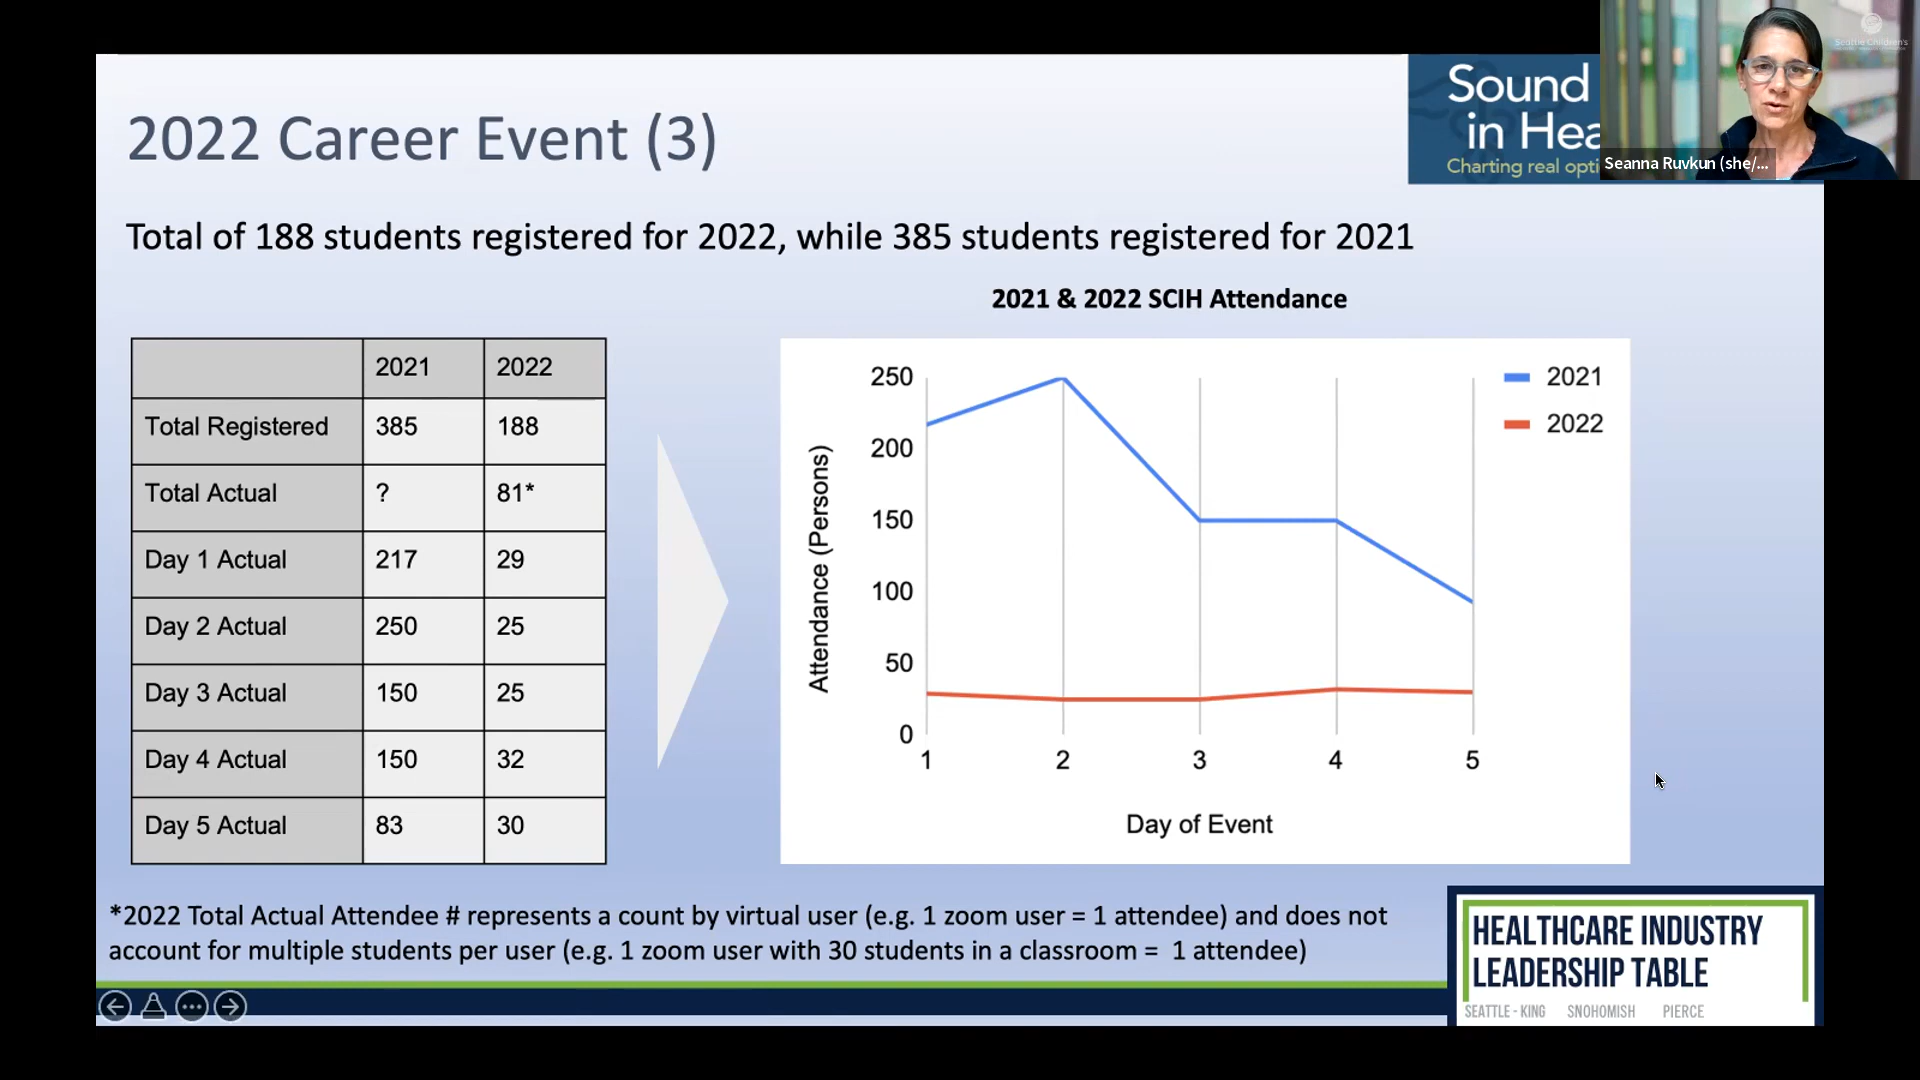 Seattle Children's
Sound
in Hea
Charting real opti
Seanna Ruvkun (she/...
2022 Career Event (3)
Total of 188 students registered for 2022, while 385 students registered for 2021
2021 & 2022 SCIH Attendance
2021 2022
Total Registered 385 188
Total Actual ? 81*
Day 1 Actual 217 29
Day 2 Actual 250 25
Day 3 Actual 150 25
Day 4 Actual 150 32
Day 5 Actual 83 30
Attendance (Persons)
250
200
150
100
50
0
1 2 3 4 5
Day of Event
2021
2022
*2022 Total Actual Attendee # represents a count by virtual user (e.g. 1 zoom user = 1 attendee) and does not
account for multiple students per user (e.g. 1 zoom user with 30 students in a classroom = 1 attendee)
HEALTHCARE INDUSTRY
LEADERSHIP TABLE
SEATTLE - KING SNOHOMISH PIERCE